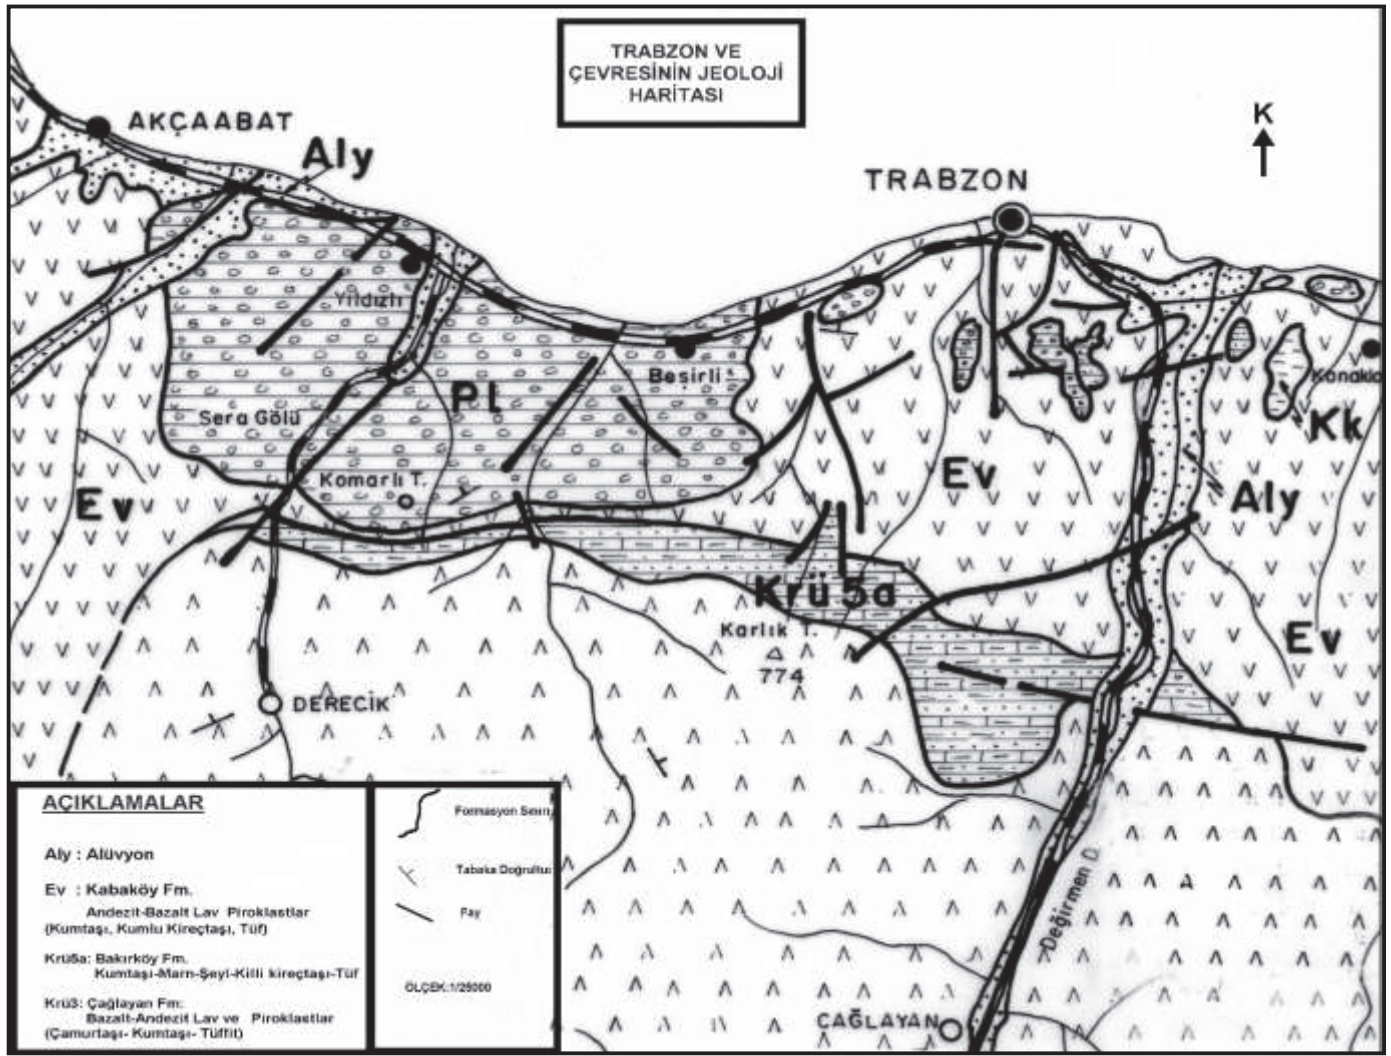 TRABZON VE
ÇEVRESİNİN JEOLOJİ
HARİTASI
K
AKÇAABAT
Aly
TRABZON
Yıldızlı
Pl
Beşirli
Sera Gölü
Komarlı T.
Ev
Ev
Kk
Aly
Krü5a
Karlık T.
774
Ev
DERECİK
Değirmen D.
ÇAĞLAYAN
AÇIKLAMALAR
Aly : Alüvyon
Ev : Kabaköy Fm.
Andezit-Bazalt Lav Piroklastlar
(Kumtaşı, Kumlu Kireçtaşı, Tüf)
Krü5a: Bakırköy Fm.
Kumtaşı-Marn-Şeyl-Killi kireçtaşı-Tüf
Krü3: Çağlayan Fm:
Bazalt-Andezit Lav ve Piroklastlar
(Çamurtaşı- Kumtaşı- Tüffit)
Formasyon Sınırı
Tabaka Doğrultu
Fay
ÖLÇEK:1/25000